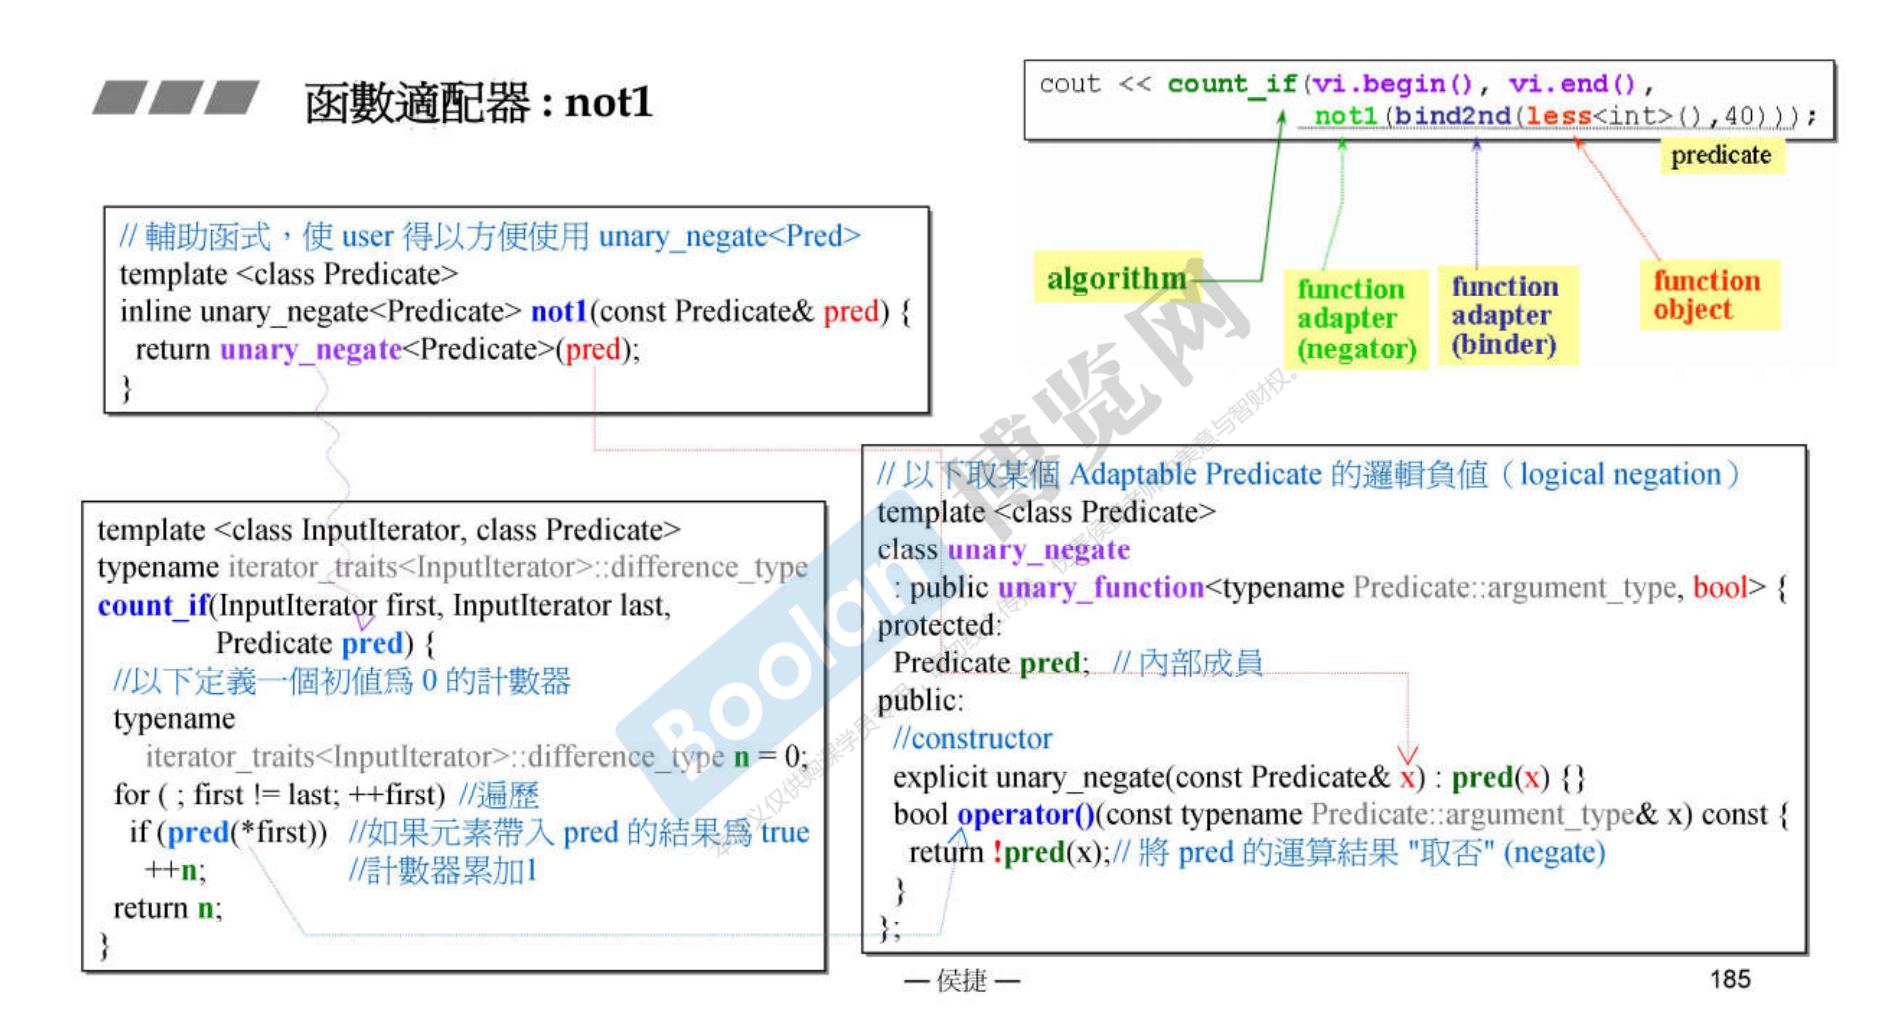 函數適配器 : not1
cout << count_if(vi.begin(), vi.end(),
not1(bind2nd(less<int>(),40)));
predicate
algorithm
function
adapter
(negator)
function
adapter
(binder)
function
object
// 輔助函式，使 user 得以方便使用 unary_negate<Pred>
template <class Predicate>
inline unary_negate<Predicate> not1(const Predicate& pred) {
return unary_negate<Predicate>(pred);
}
template <class InputIterator, class Predicate>
typename iterator_traits<InputIterator>::difference_type
count_if(InputIterator first, InputIterator last,
Predicate pred) {
//以下定義一個初值爲 0 的計數器
typename
iterator_traits<InputIterator>::difference_type n = 0;
for ( ; first != last; ++first) //遍歷
if (pred(*first)) //如果元素帶入 pred 的結果爲 true
++n; //計數器累加1
return n;
}
// 以下取某個 Adaptable Predicate 的邏輯負值（logical negation）
template <class Predicate>
class unary_negate
: public unary_function<typename Predicate::argument_type, bool> {
protected:
Predicate pred; // 內部成員
public:
//constructor
explicit unary_negate(const Predicate& x) : pred(x) {}
bool operator()(const typename Predicate::argument_type& x) const {
return !pred(x);// 將 pred 的運算結果 "取否" (negate)
}
};
Boolan
博览网
— 侯捷 —
185